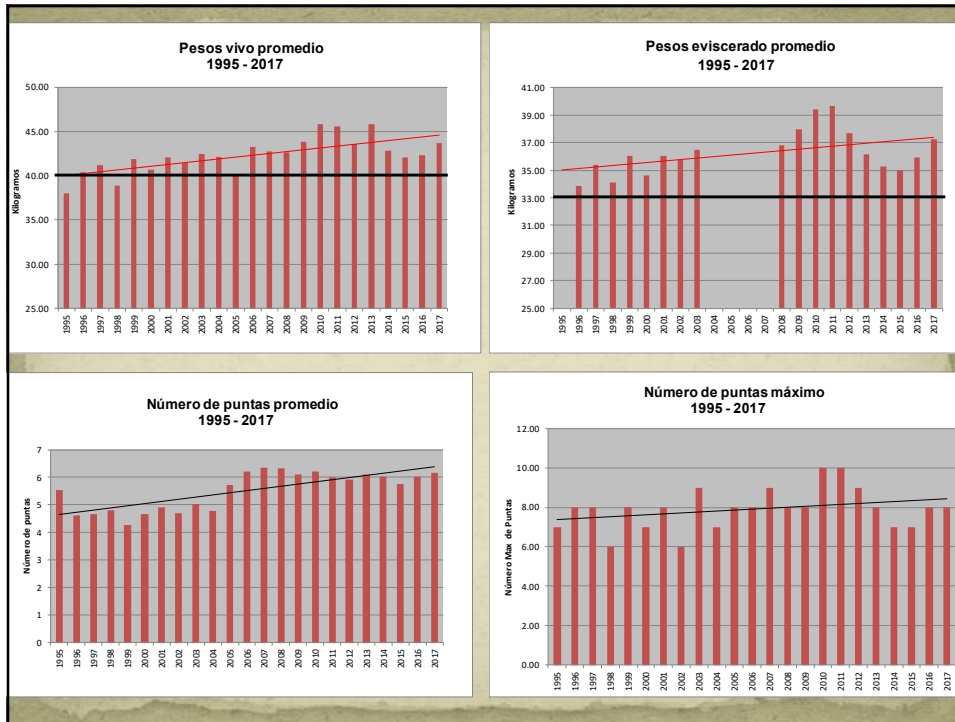 Pesos vivo promedio
1995 - 2017
50.00
45.00
40.00
35.00
30.00
25.00
Kilogramos
1995 1996 1997 1998 1999 2000 2001 2002 2003 2004 2005 2006 2007 2008 2009 2010 2011 2012 2013 2014 2015 2016 2017
Pesos eviscerado promedio
1995 - 2017
41.00
39.00
37.00
35.00
33.00
31.00
29.00
27.00
25.00
Kilogramos
1995 1996 1997 1998 1999 2000 2001 2002 2003 2004 2005 2006 2007 2008 2009 2010 2011 2012 2013 2014 2015 2016 2017
Número de puntas promedio
1995 - 2017
7
6
5
4
3
2
1
0
Número de puntas
1995 1996 1997 1998 1999 2000 2001 2002 2003 2004 2005 2006 2007 2008 2009 2010 2011 2012 2013 2014 2015 2016 2017
Número de puntas máximo
1995 - 2017
12.00
10.00
8.00
6.00
4.00
2.00
0.00
Número Max de Puntas
1995 1996 1997 1998 1999 2000 2001 2002 2003 2004 2005 2006 2007 2008 2009 2010 2011 2012 2013 2014 2015 2016 2017